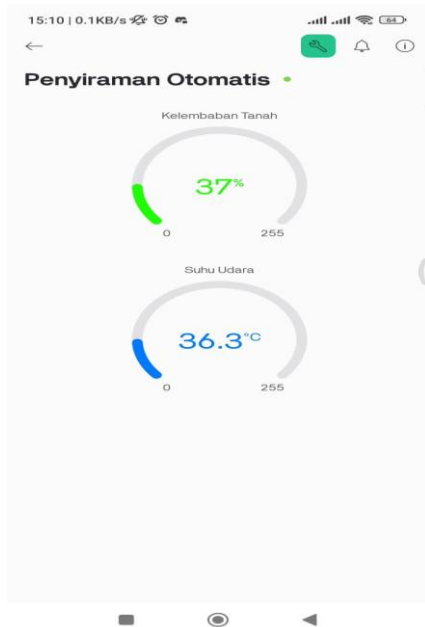 15:10 | 0.1KB/s
64
Penyiraman Otomatis
Kelembaban Tanah
37%
0 255
Suhu Udara
36.3°C
0 255